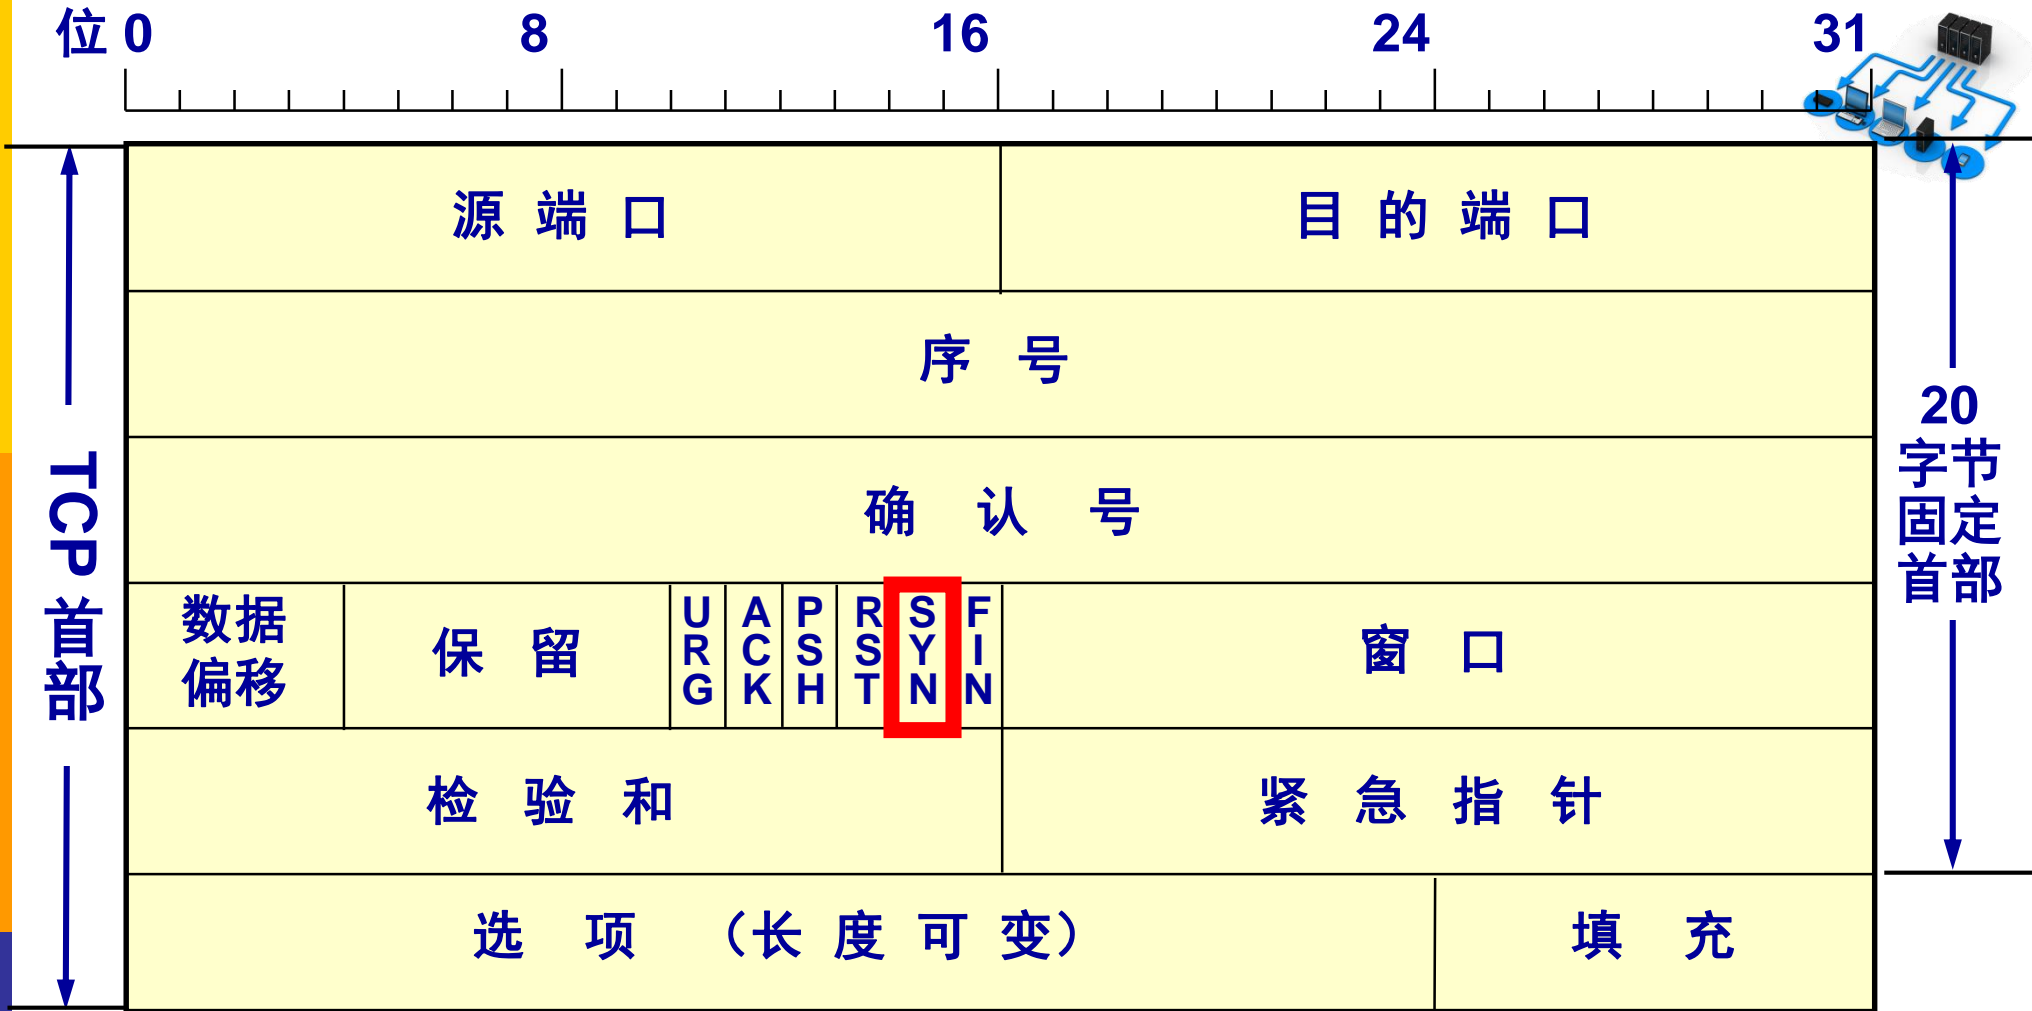 位 0 8 16 24 31
源 端 口 目 的 端 口
序 号
确 认 号
数据
偏移
保 留
URG
ACK
PSH
RST
SYN
FIN
窗 口
检 验 和 紧 急 指 针
选 项 （长 度 可 变） 填 充
TCP 首部
20
字节
固定
首部